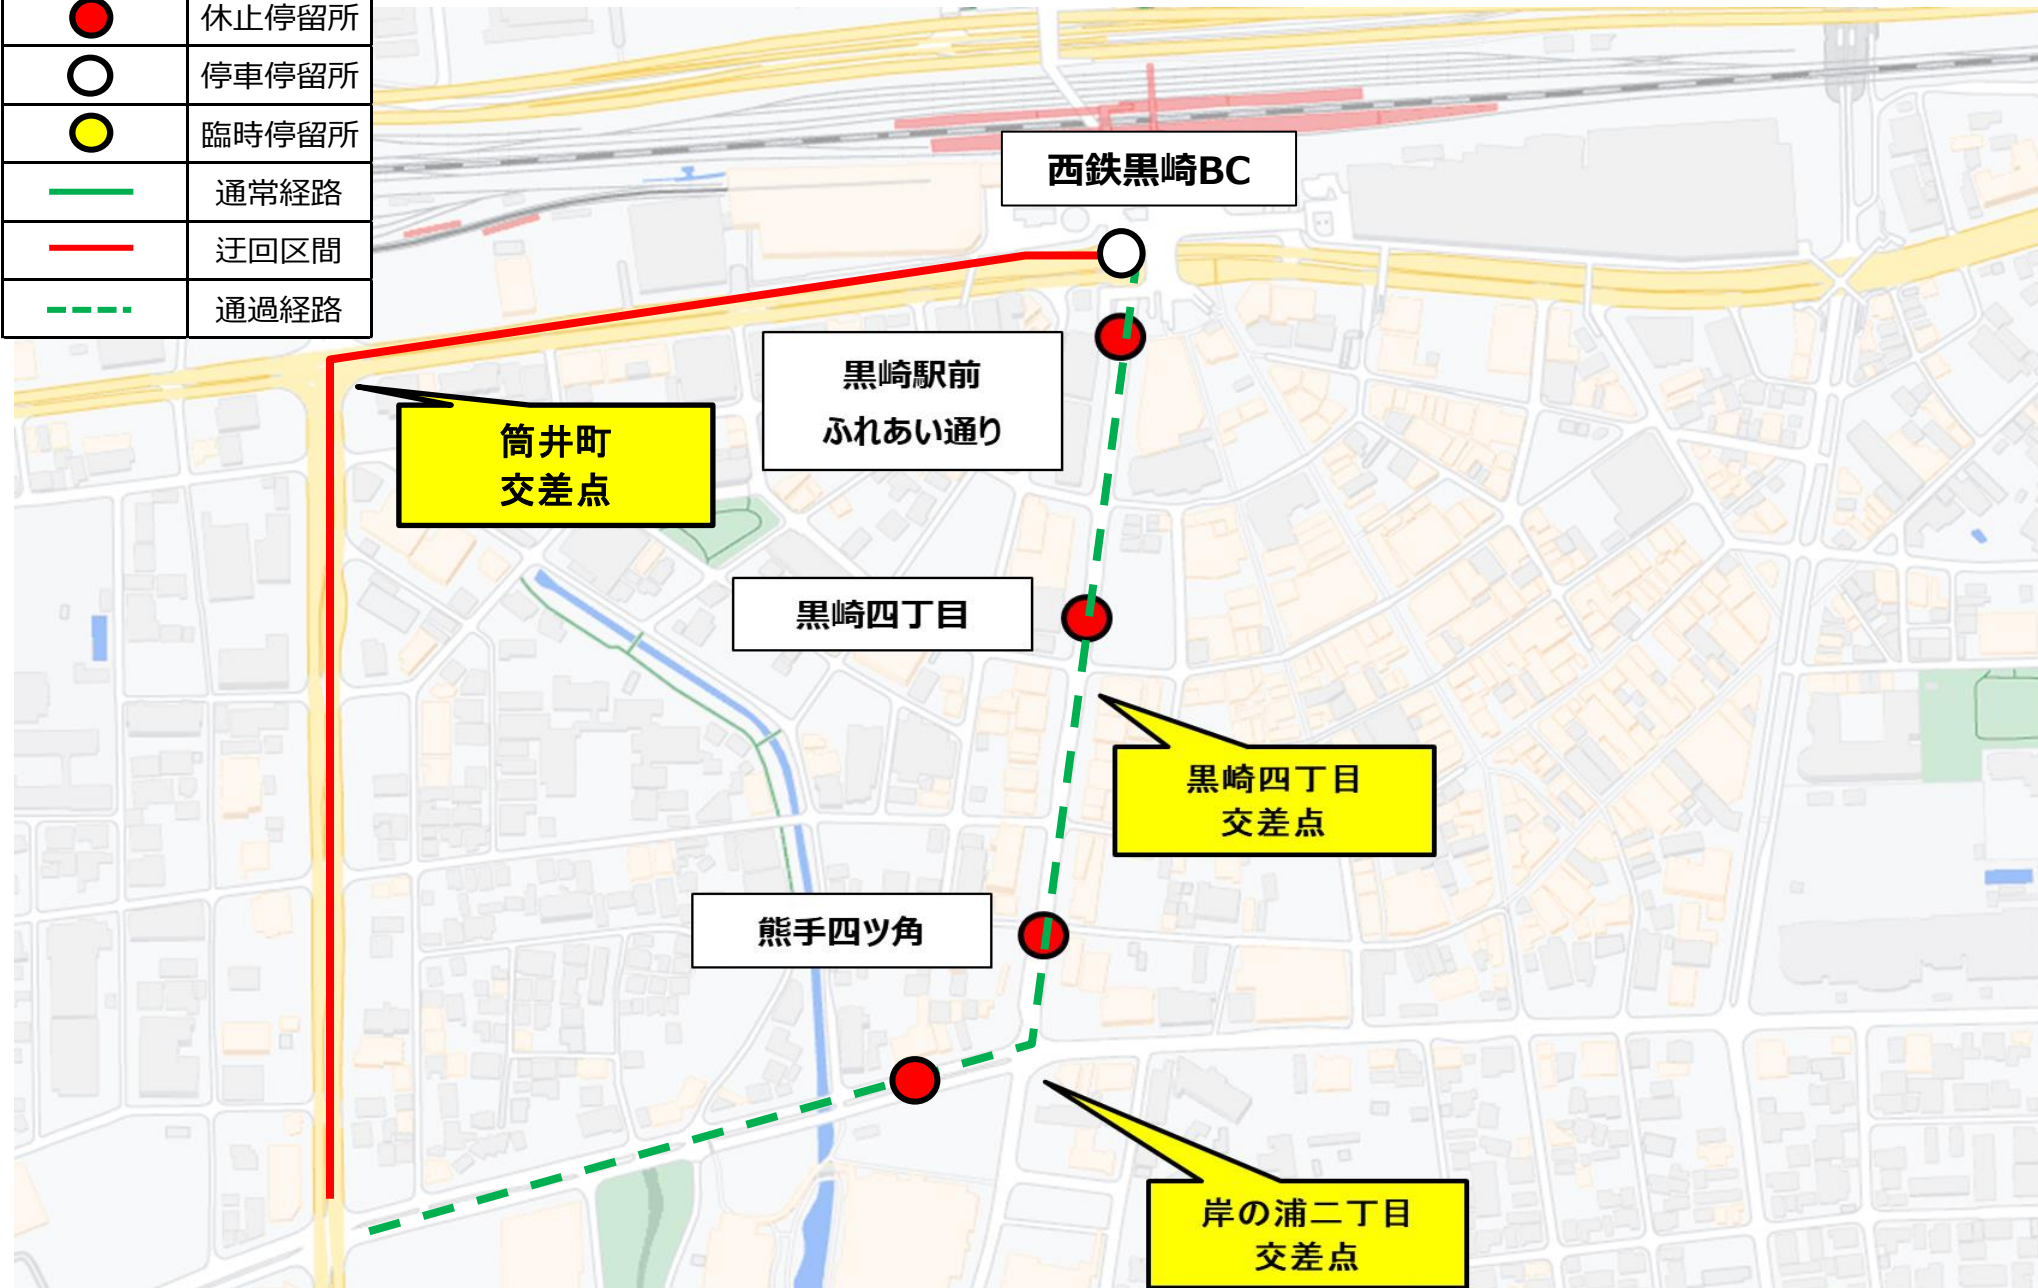 休止停留所
停車停留所
臨時停留所
通常経路
迂回区間
通過経路
西鉄黒崎BC
黒崎駅前
ふれあい通り
筒井町
交差点
黒崎四丁目
黒崎四丁目
交差点
熊手四ツ角
岸の浦二丁目
交差点